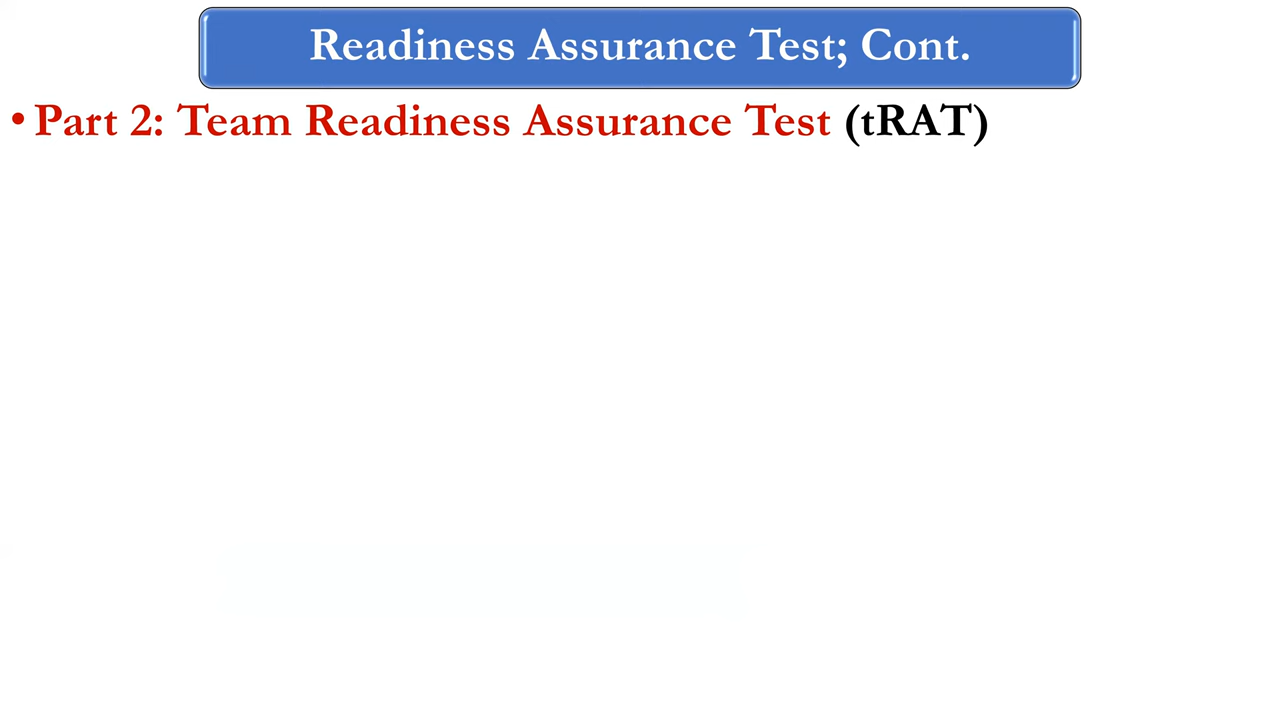 Readiness Assurance Test; Cont.
• Part 2: Team Readiness Assurance Test (tRAT)